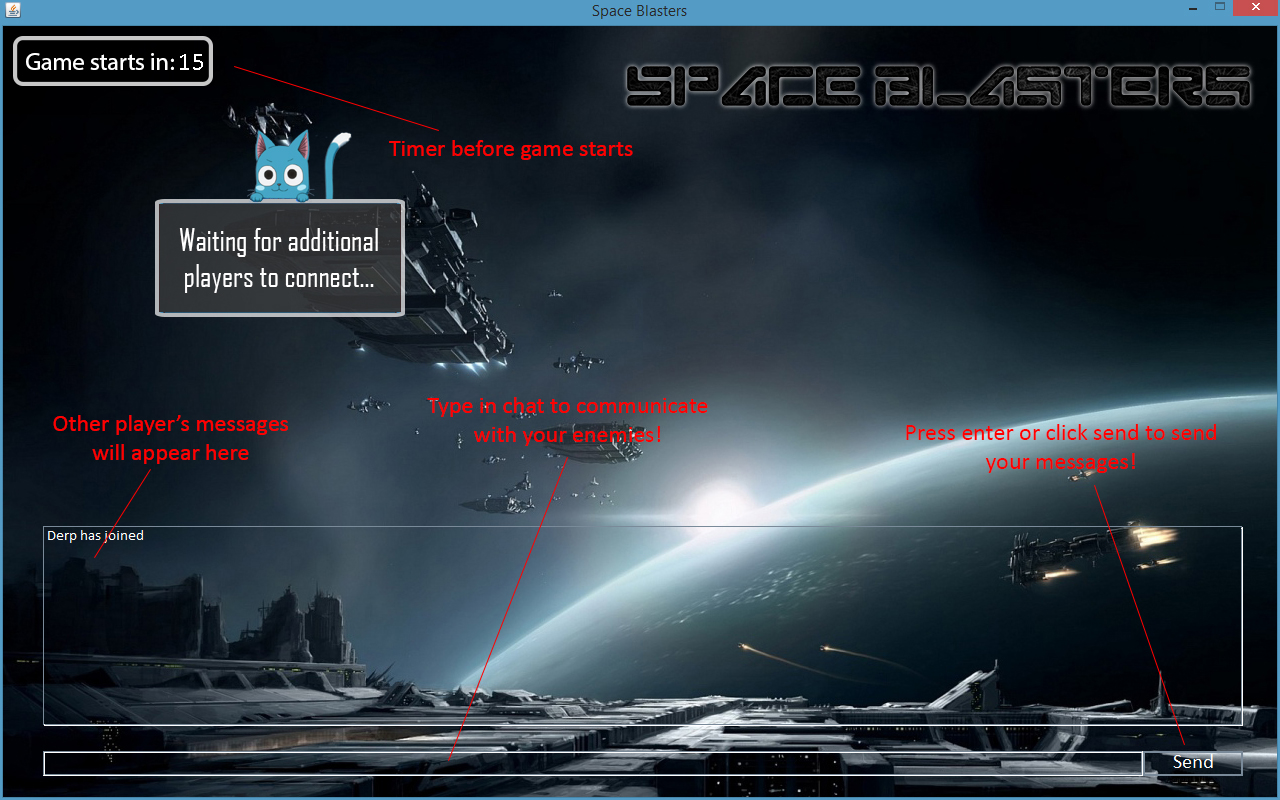 Space Blasters
Game starts in: 15
SPACE BLASTERS
Timer before game starts
Waiting for additional
players to connect...
Type in chat to communicate
with your enemies!
Other player’s messages
will appear here
Press enter or click send to send
your messages!
Derp has joined
Send